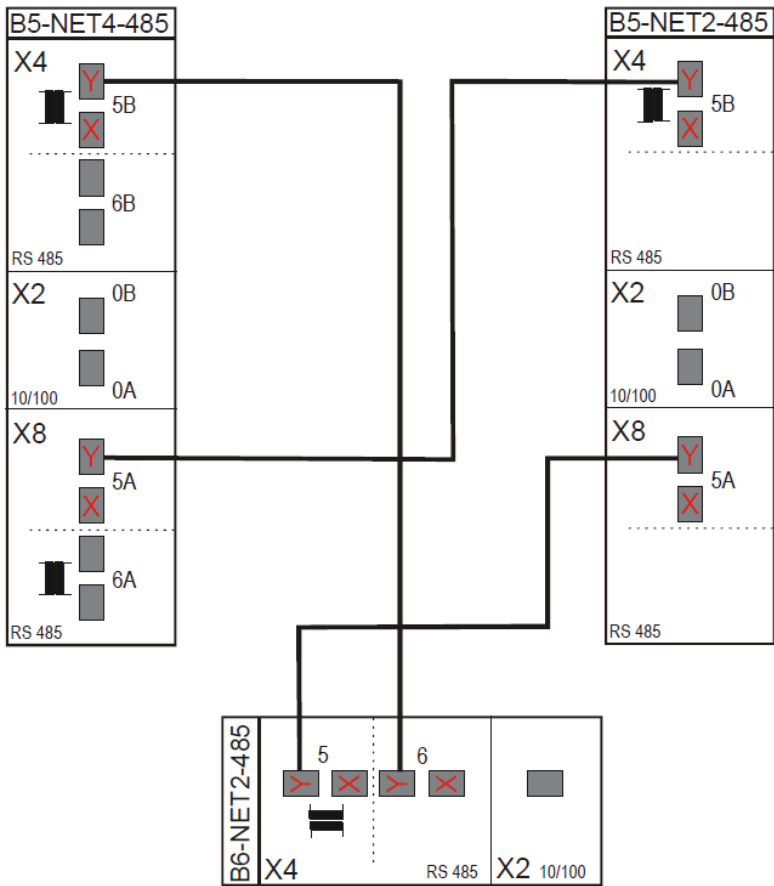 B5-NET4-485
X4
Y
5B
X
6B
RS 485
X2
0B
0A
10/100
X8
Y
5A
X
6A
RS 485
B5-NET2-485
X4
Y
5B
X
RS 485
X2
0B
0A
10/100
X8
Y
5A
X
RS 485
B6-NET2-485
5
6
Y
X
Y
X
X4
RS 485
X2
10/100